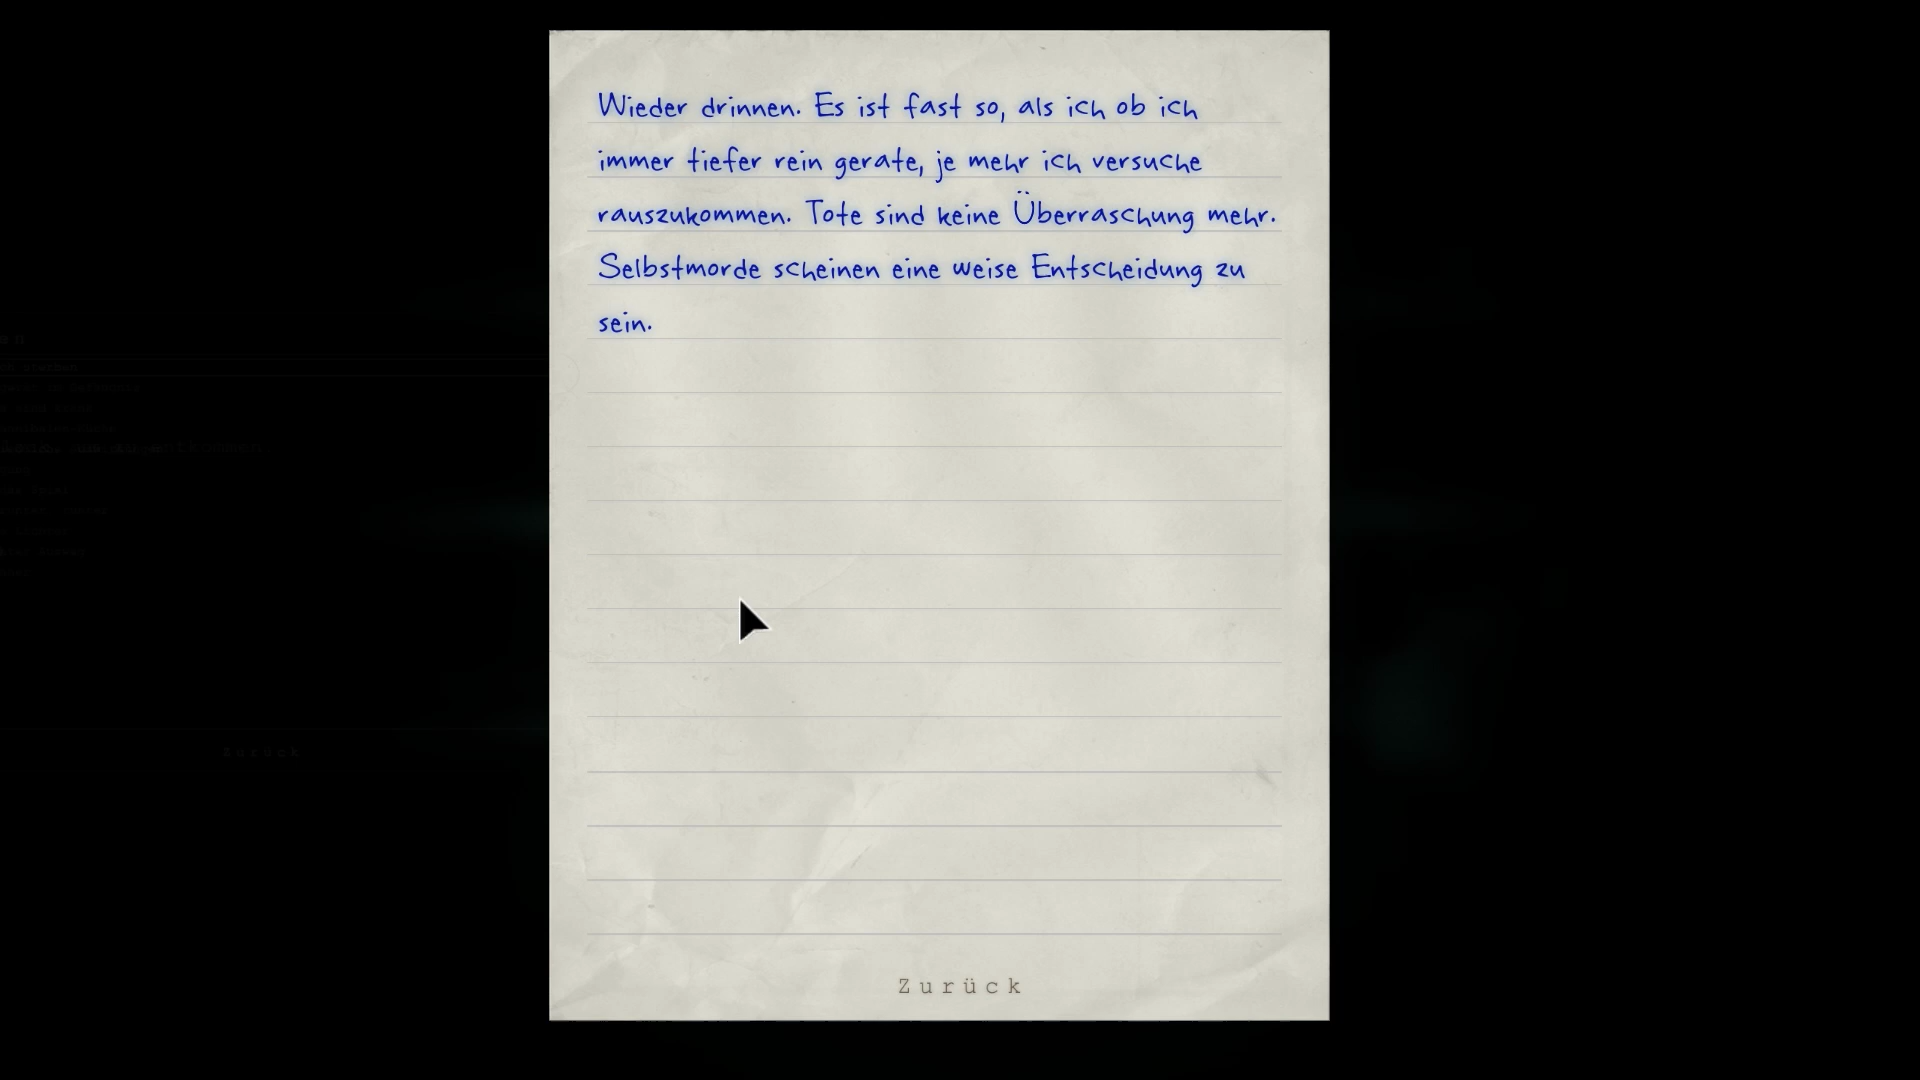 Wieder drinnen. Es ist fast so, als ich ob ich
immer tiefer rein gerate, je mehr ich versuche
rauszukommen. Tote sind keine Überraschung mehr.
Selbstmorde scheinen eine weise Entscheidung zu
sein.
Zurück
Zurück